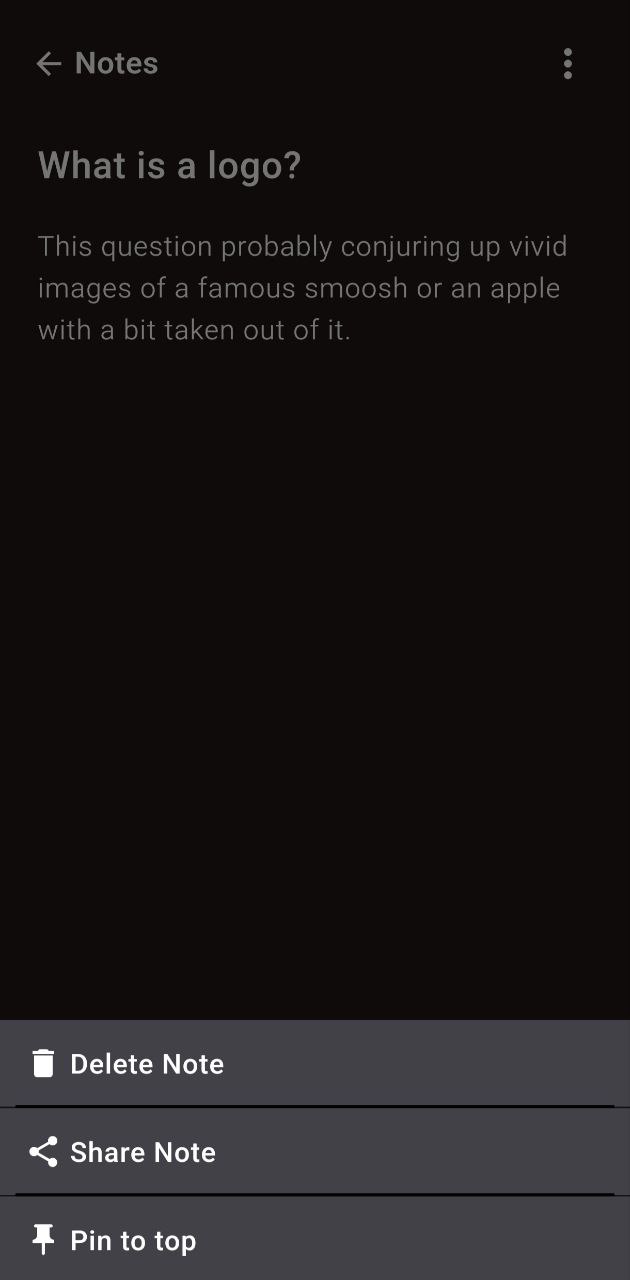 Notes
What is a logo?
This question probably conjuring up vivid
images of a famous smoosh or an apple
with a bit taken out of it.
Delete Note
Share Note
Pin to top